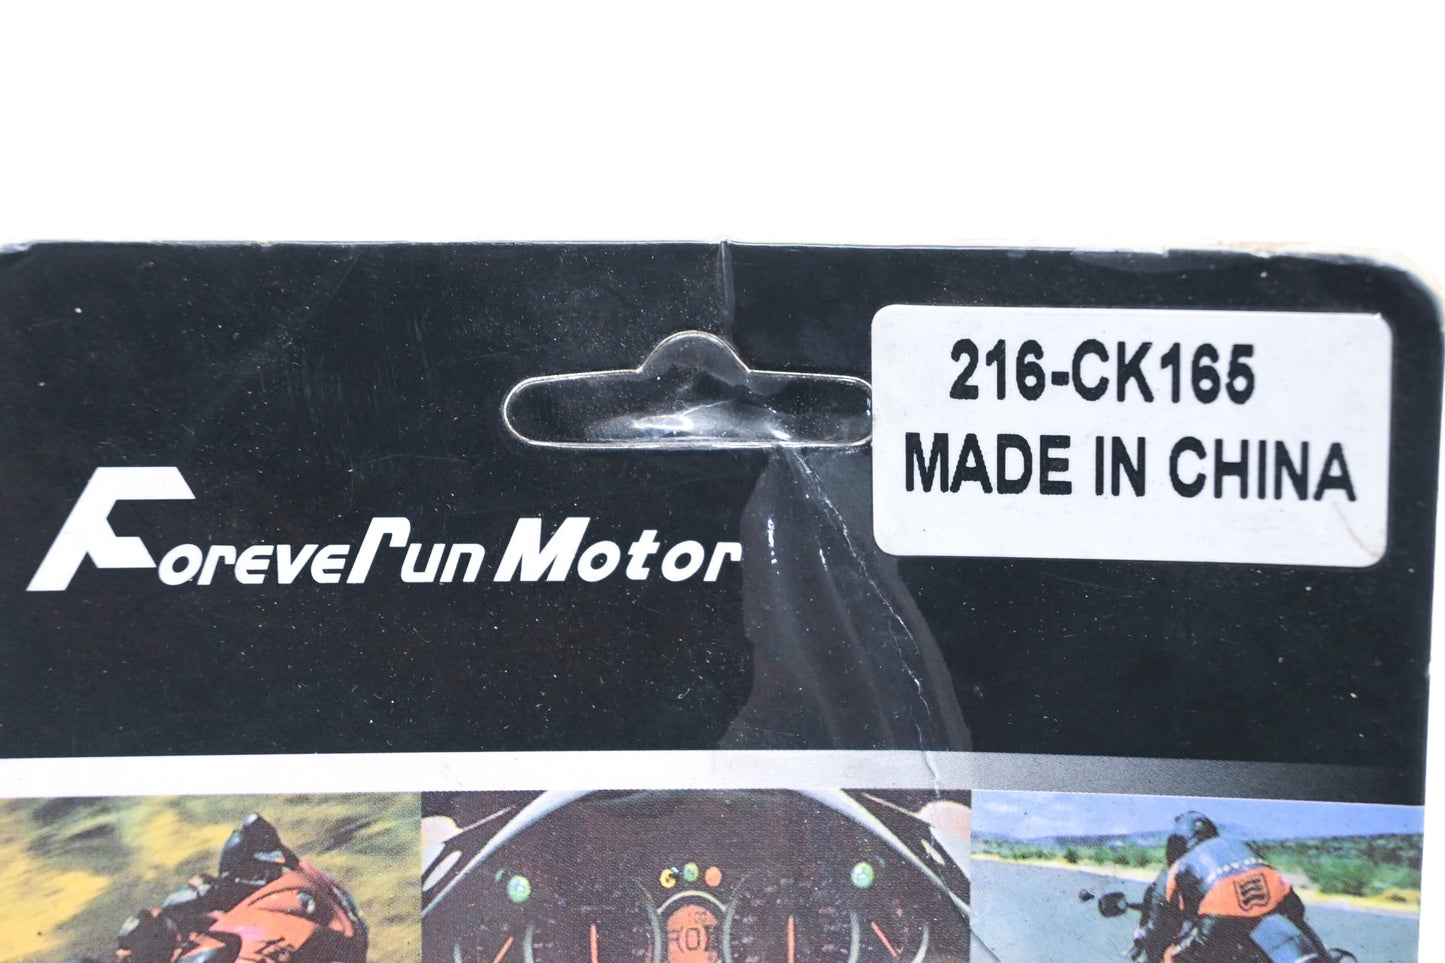 216-CK165
MADE IN CHINA
ForeveRun Motor